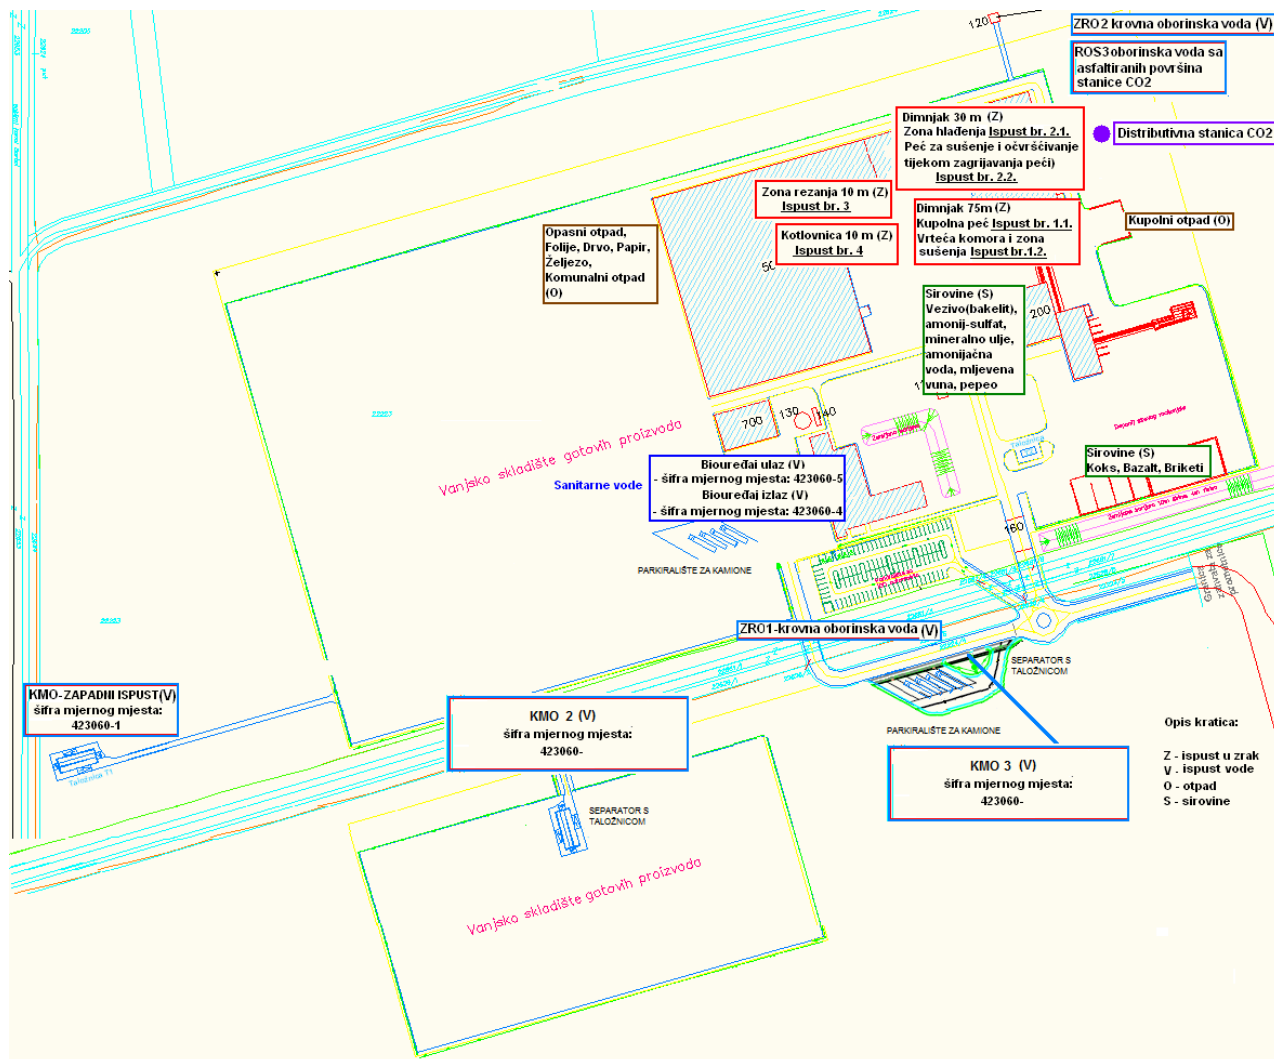 120
ZRO2 krovna oborinska voda (V)
ROS3oborinska voda sa
asfaltiranih površina
stanice CO2
Dimnjak 30 m (Z)
Zona hlađenja Ispust br. 2.1.
Peć za sušenje i očvršćivanje
tijekom zagrijavanja peći)
Ispust br. 2.2.
Distributivna stanica CO2
Zona rezanja 10 m (Z)
Ispust br. 3
Dimnjak 75m (Z)
Kupolna peć Ispust br. 1.1.
Vrteća komora i zona
sušenja Ispust br.1.2.
Kupolni otpad (O)
Kotlovnica 10 m (Z)
Ispust br. 4
Opasni otpad,
Folije, Drvo, Papir,
Željezo,
Komunalni otpad
(O)
Sirovine (S)
Vezivo(bakelit),
amonij-sulfat,
mineralno ulje,
amonijačna
voda, mljevena
vuna, pepeo
200
700
130
140
Vanjsko skladište gotovih proizvoda
Taložnica
Sirovine (S)
Koks, Bazalt, Briketi
Sanitarne vode
Biouređaj ulaz (V)
- šifra mjernog mjesta: 423060-5
Biouređaj izlaz (V)
- šifra mjernog mjesta: 423060-4
160
PARKIRALIŠTE ZA KAMIONE
Granica
zahvata za
prometnice
ZRO1-krovna oborinska voda (V)
SEPARATOR S
TALOŽNICOM
KMO-ZAPADNI ISPUST(V)
šifra mjernog mjesta:
423060-1
Taložnica T1
KMO 2 (V)
šifra mjernog mjesta:
423060-
PARKIRALIŠTE ZA KAMIONE
KMO 3 (V)
šifra mjernog mjesta:
423060-
Opis kratica:
Z - ispust u zrak
V . ispust vode
O - otpad
S - sirovine
SEPARATOR S
TALOŽNICOM
Vanjsko skladište gotovih proizvoda